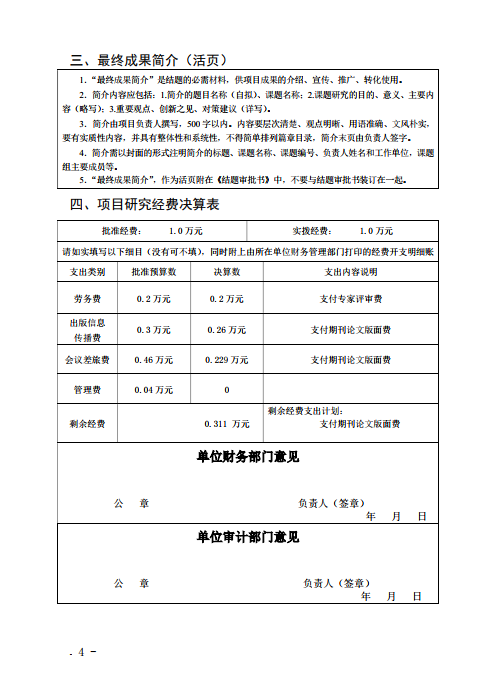 三、最终成果简介（活页）
1．“最终成果简介”是结题的必需材料，供项目成果的介绍、宣传、推广、转化使用。
2．简介内容应包括：1.简介的题目名称（自拟）、课题名称；2.课题研究的目的、意义、主要内
容（略写）；3.重要观点、创新之见、对策建议（详写）。
3．简介由项目负责人撰写，500 字以内。内容要层次清楚、观点明晰、用语准确、文风朴实，
要有实质性内容，并具有整体性和系统性，不得简单排列篇章目录，简介末页由负责人签字。
4．简介需以封面的形式注明简介的标题、课题名称、课题编号、负责人姓名和工作单位，课题
组主要成员等。
5．“最终成果简介”，作为活页附在《结题审批书》中，不要与结题审批书装订在一起。
四、项目研究经费决算表
批准经费： 1.0 万元 实拨经费： 1.0 万元
请如实填写以下细目（没有可不填），同时附上由所在单位财务管理部门打印的经费开支明细账
支出类别 批准预算数 决算数 支出内容说明
劳务费 0.2 万元 0.2 万元 支付专家评审费
出版信息
传播费 0.3 万元 0.26 万元 支付期刊论文版面费
会议差旅费 0.46 万元 0.229 万元 支付期刊论文版面费
管理费 0.04 万元 0
剩余经费 0.311 万元 剩余经费支出计划：
支付期刊论文版面费
单位财务部门意见
公 章 负责人（签章）
年 月 日
单位审计部门意见
公 章 负责人（签章）
年 月 日
- 4 -